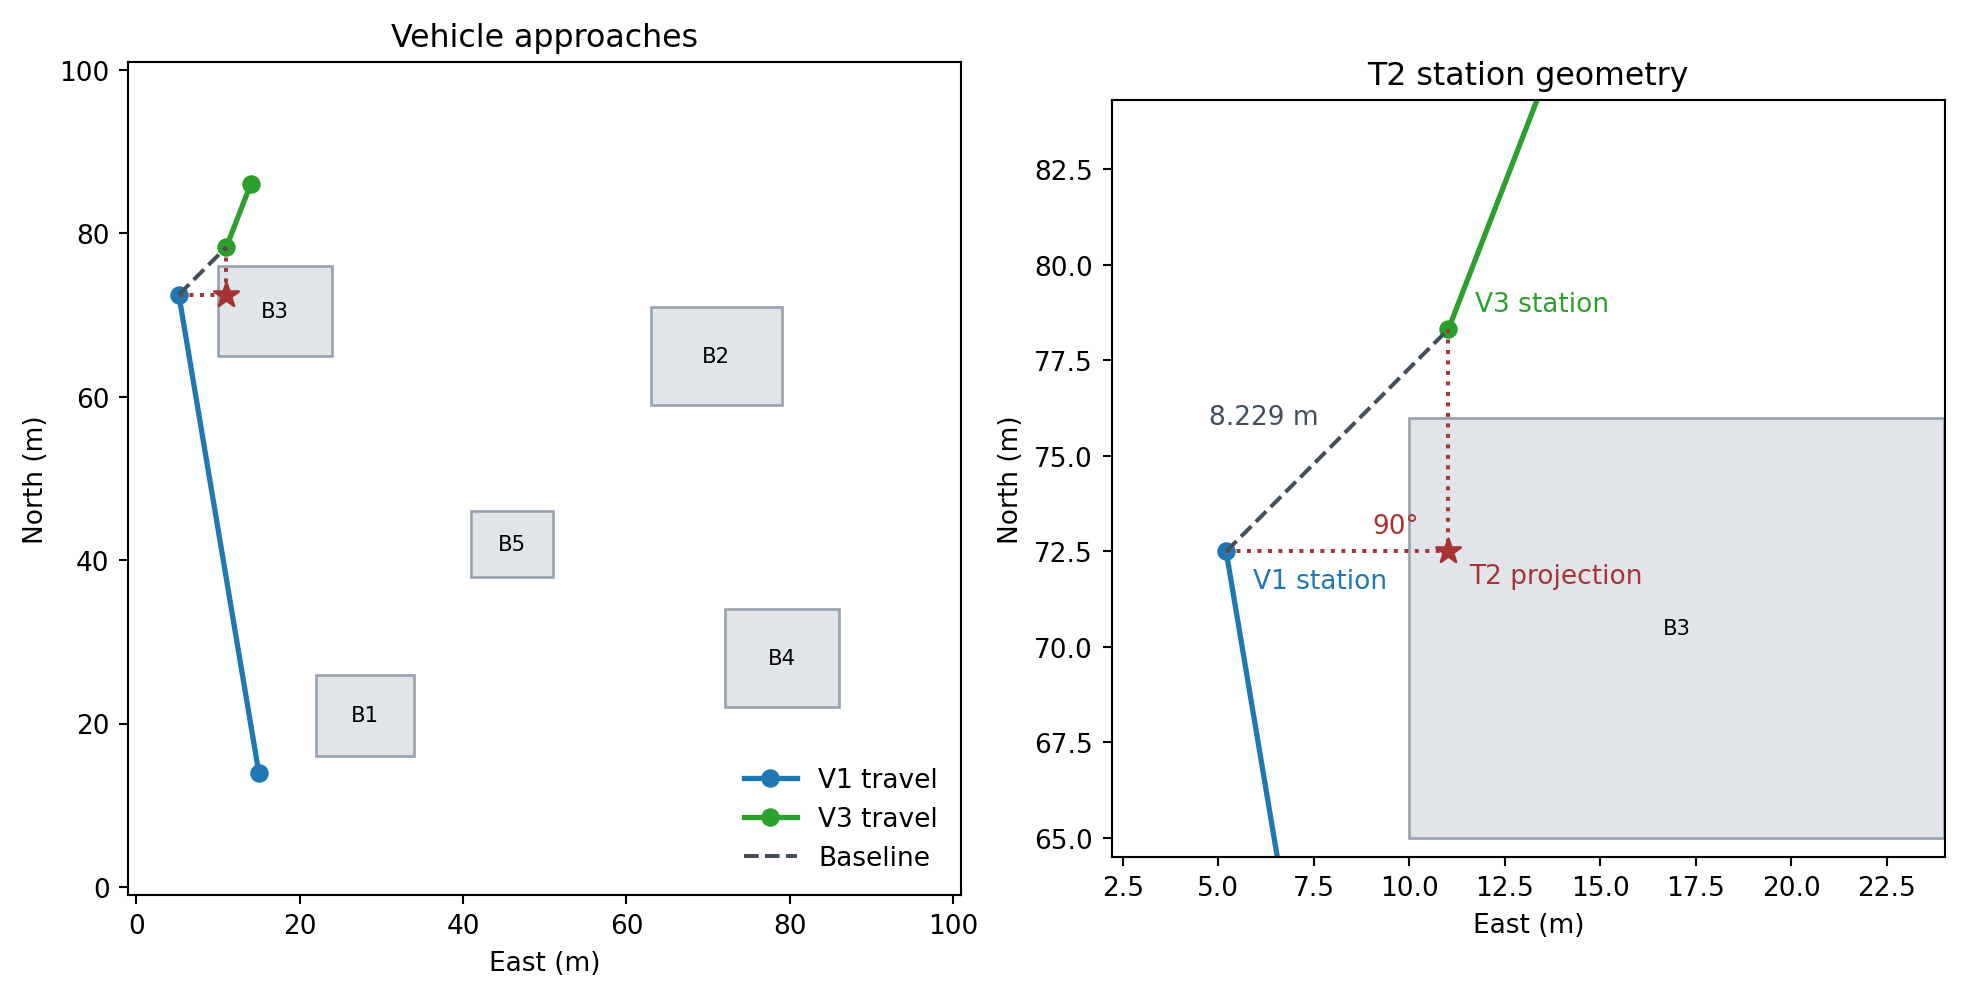 Vehicle approaches
100
80
60
40
20
0
North (m)
B3
B2
B5
B4
B1
V1 travel
V3 travel
Baseline
0
20
40
60
80
100
East (m)
T2 station geometry
82.5
80.0
77.5
75.0
72.5
70.0
67.5
65.0
North (m)
V3 station
8.229 m
90°
V1 station
T2 projection
B3
2.5
5.0
7.5
10.0
12.5
15.0
17.5
20.0
22.5
East (m)